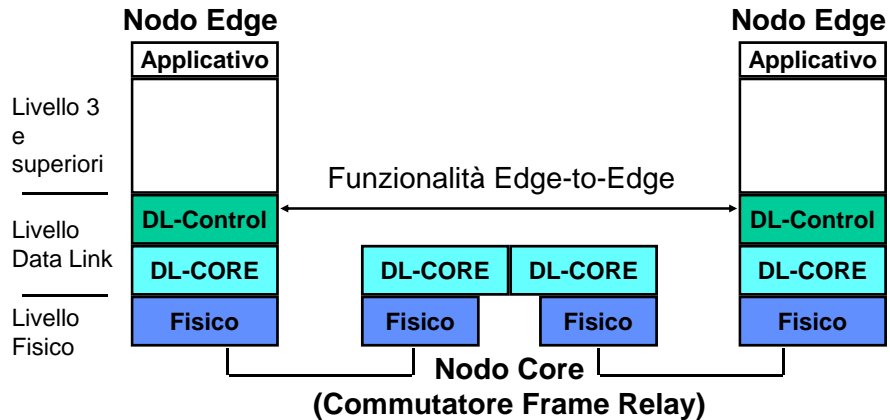 Nodo Edge
Nodo Edge
Applicativo
Applicativo
Livello 3
e
superiori
Funzionalità Edge-to-Edge
DL-Control
DL-Control
Livello
Data Link
DL-CORE
DL-CORE
DL-CORE
DL-CORE
Livello
Fisico
Fisico
Fisico
Fisico
Fisico
Nodo Core
(Commutatore Frame Relay)